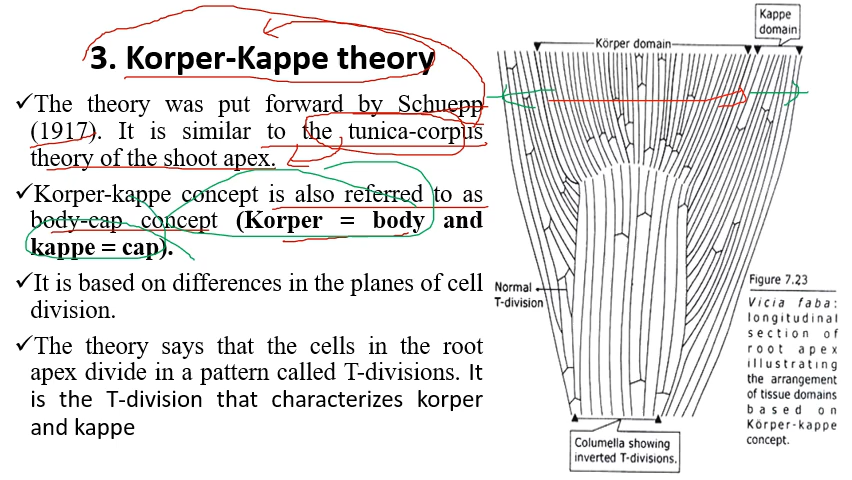 3. Korper-Kappe theory
✓The theory was put forward by Schuepp
(1917). It is similar to the tunica-corpus
theory of the shoot apex.
✓Korper-kappe concept is also referred to as
body-cap concept (Korper = body and
kappe = cap).
✓It is based on differences in the planes of cell
division.
✓The theory says that the cells in the root
apex divide in a pattern called T-divisions. It
is the T-division that characterizes korper
and kappe
Kappe
domain
Körper domain
Normal
T-division
Columella showing
inverted T-divisions.
Figure 7.23
Vicia faba:
longitudinal
section of
root apex
illustrating
the arrangement
of tissue domains
based on
Körper-kappe
concept.